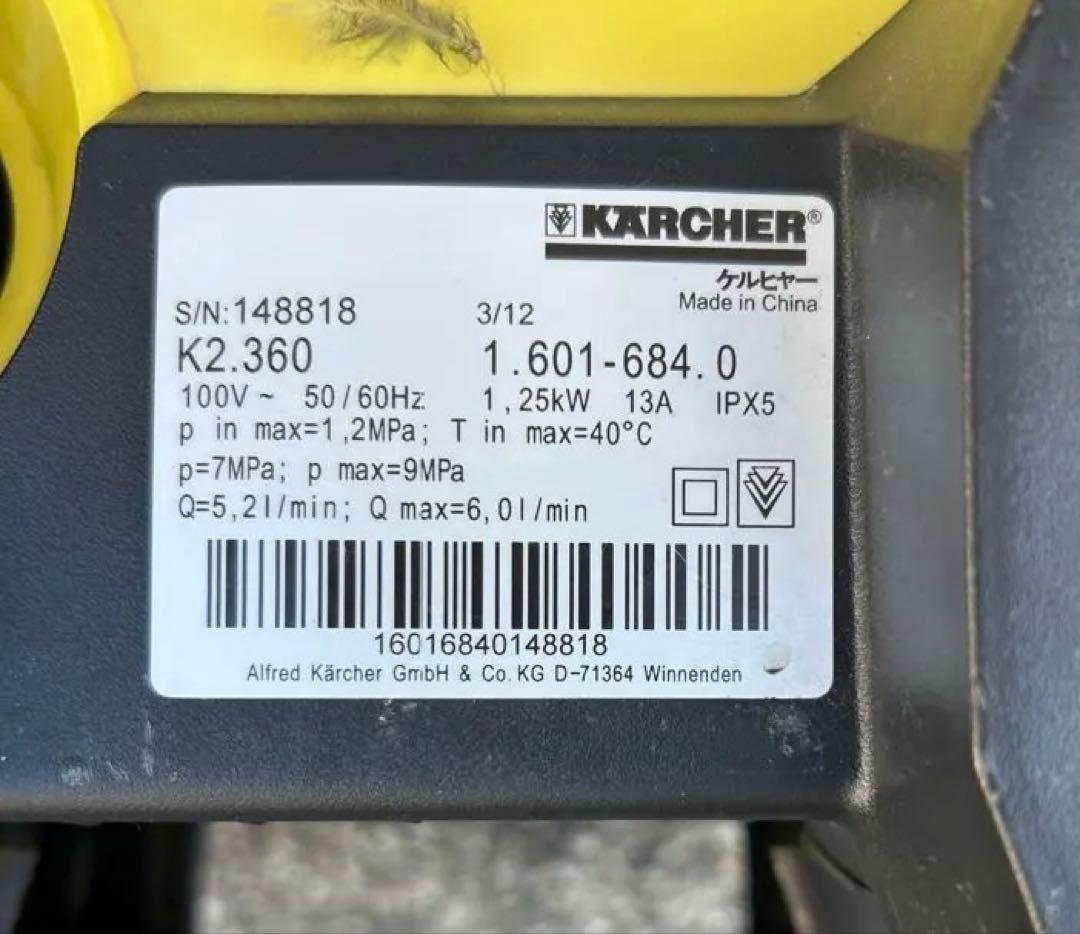 KÄRCHER®
ケルヒャー
Made in China
S/N:148818 3/12
K2.360 1.601-684.0
100V ~ 50/60Hz 1,25kW 13A IPX5
p in max=1,2MPa; T in max=40°C
p=7MPa; p max=9MPa
Q=5,2l/min; Q max=6,0l/min
16016840148818
Alfred Kärcher GmbH & Co. KG D-71364 Winnenden